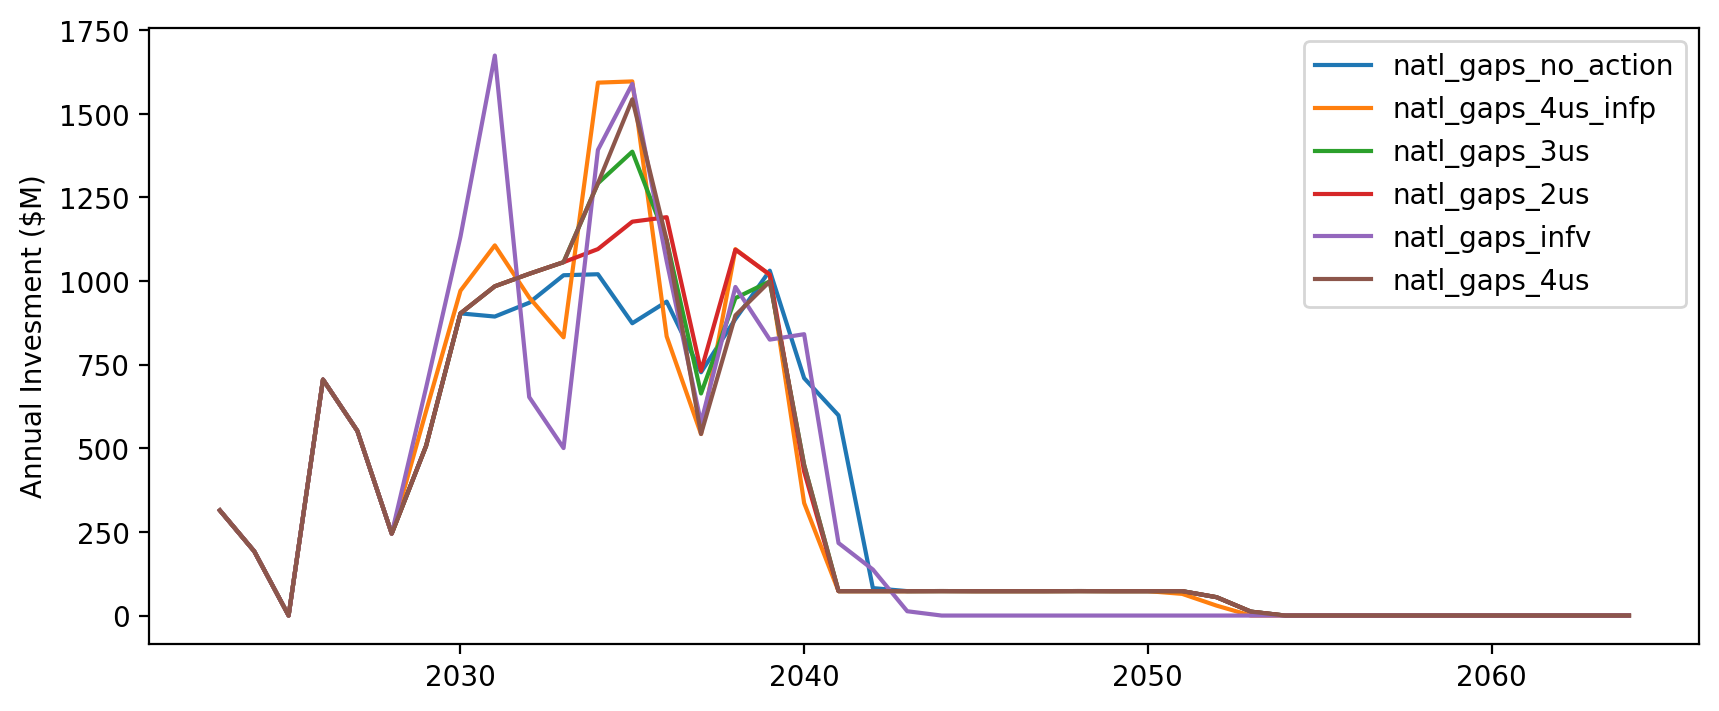 1750
1500
1250
1000
750
500
250
0
Annual Invesment ($M)
2030
2040
2050
2060
natl_gaps_no_action
natl_gaps_4us_infp
natl_gaps_3us
natl_gaps_2us
natl_gaps_infv
natl_gaps_4us